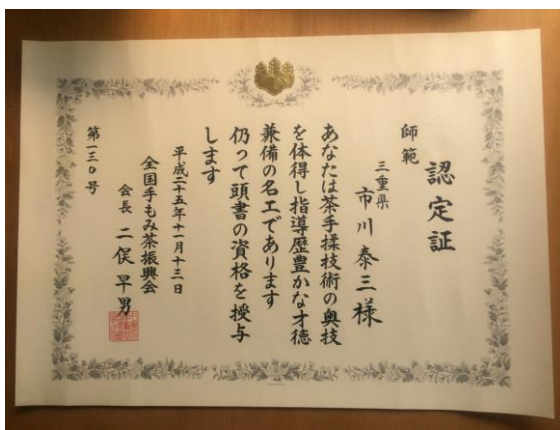 認定証
師範
三重県
市川泰三様
あなたは茶手揉技術の奥技
を体得し指導歴豊かな才徳
兼備の名工であります
仍って頭書の資格を授与
します
平成二十五年十一月十三日
全国手もみ茶振興会
会長 二俣早男
第一三〇号